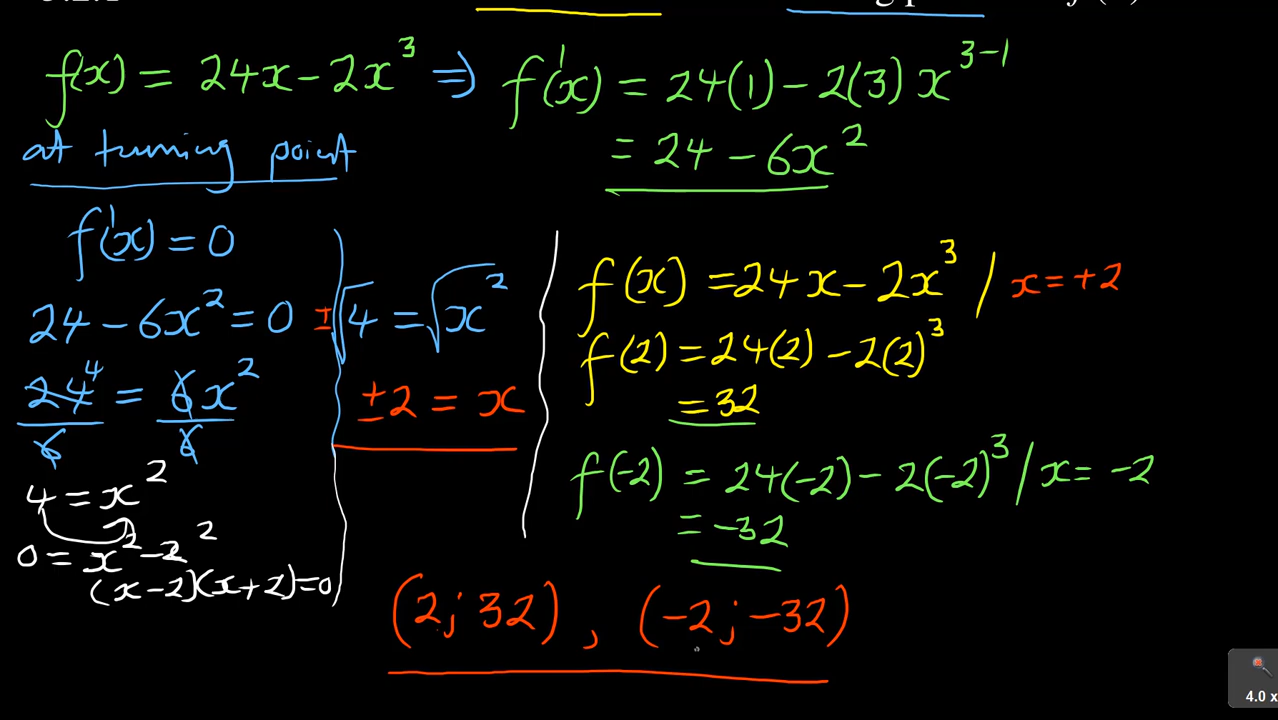 f(x) = 24x - 2x³ ⇒ f'(x) = 24(1) - 2(3)x³⁻¹
= 24 - 6x²
at turning point
f'(x) = 0
24 - 6x² = 0
24⁴/6 = 6x²/6
4 = x²
0 = x² - 2²
(x-2)(x+2)=0
±√4 = √x²
±2 = x
f(x) = 24x - 2x³ / x = +2
f(2) = 24(2) - 2(2)³
= 32
f(-2) = 24(-2) - 2(-2)³ / x = -2
= -32
(2; 32), (-2; -32)
4.0 x